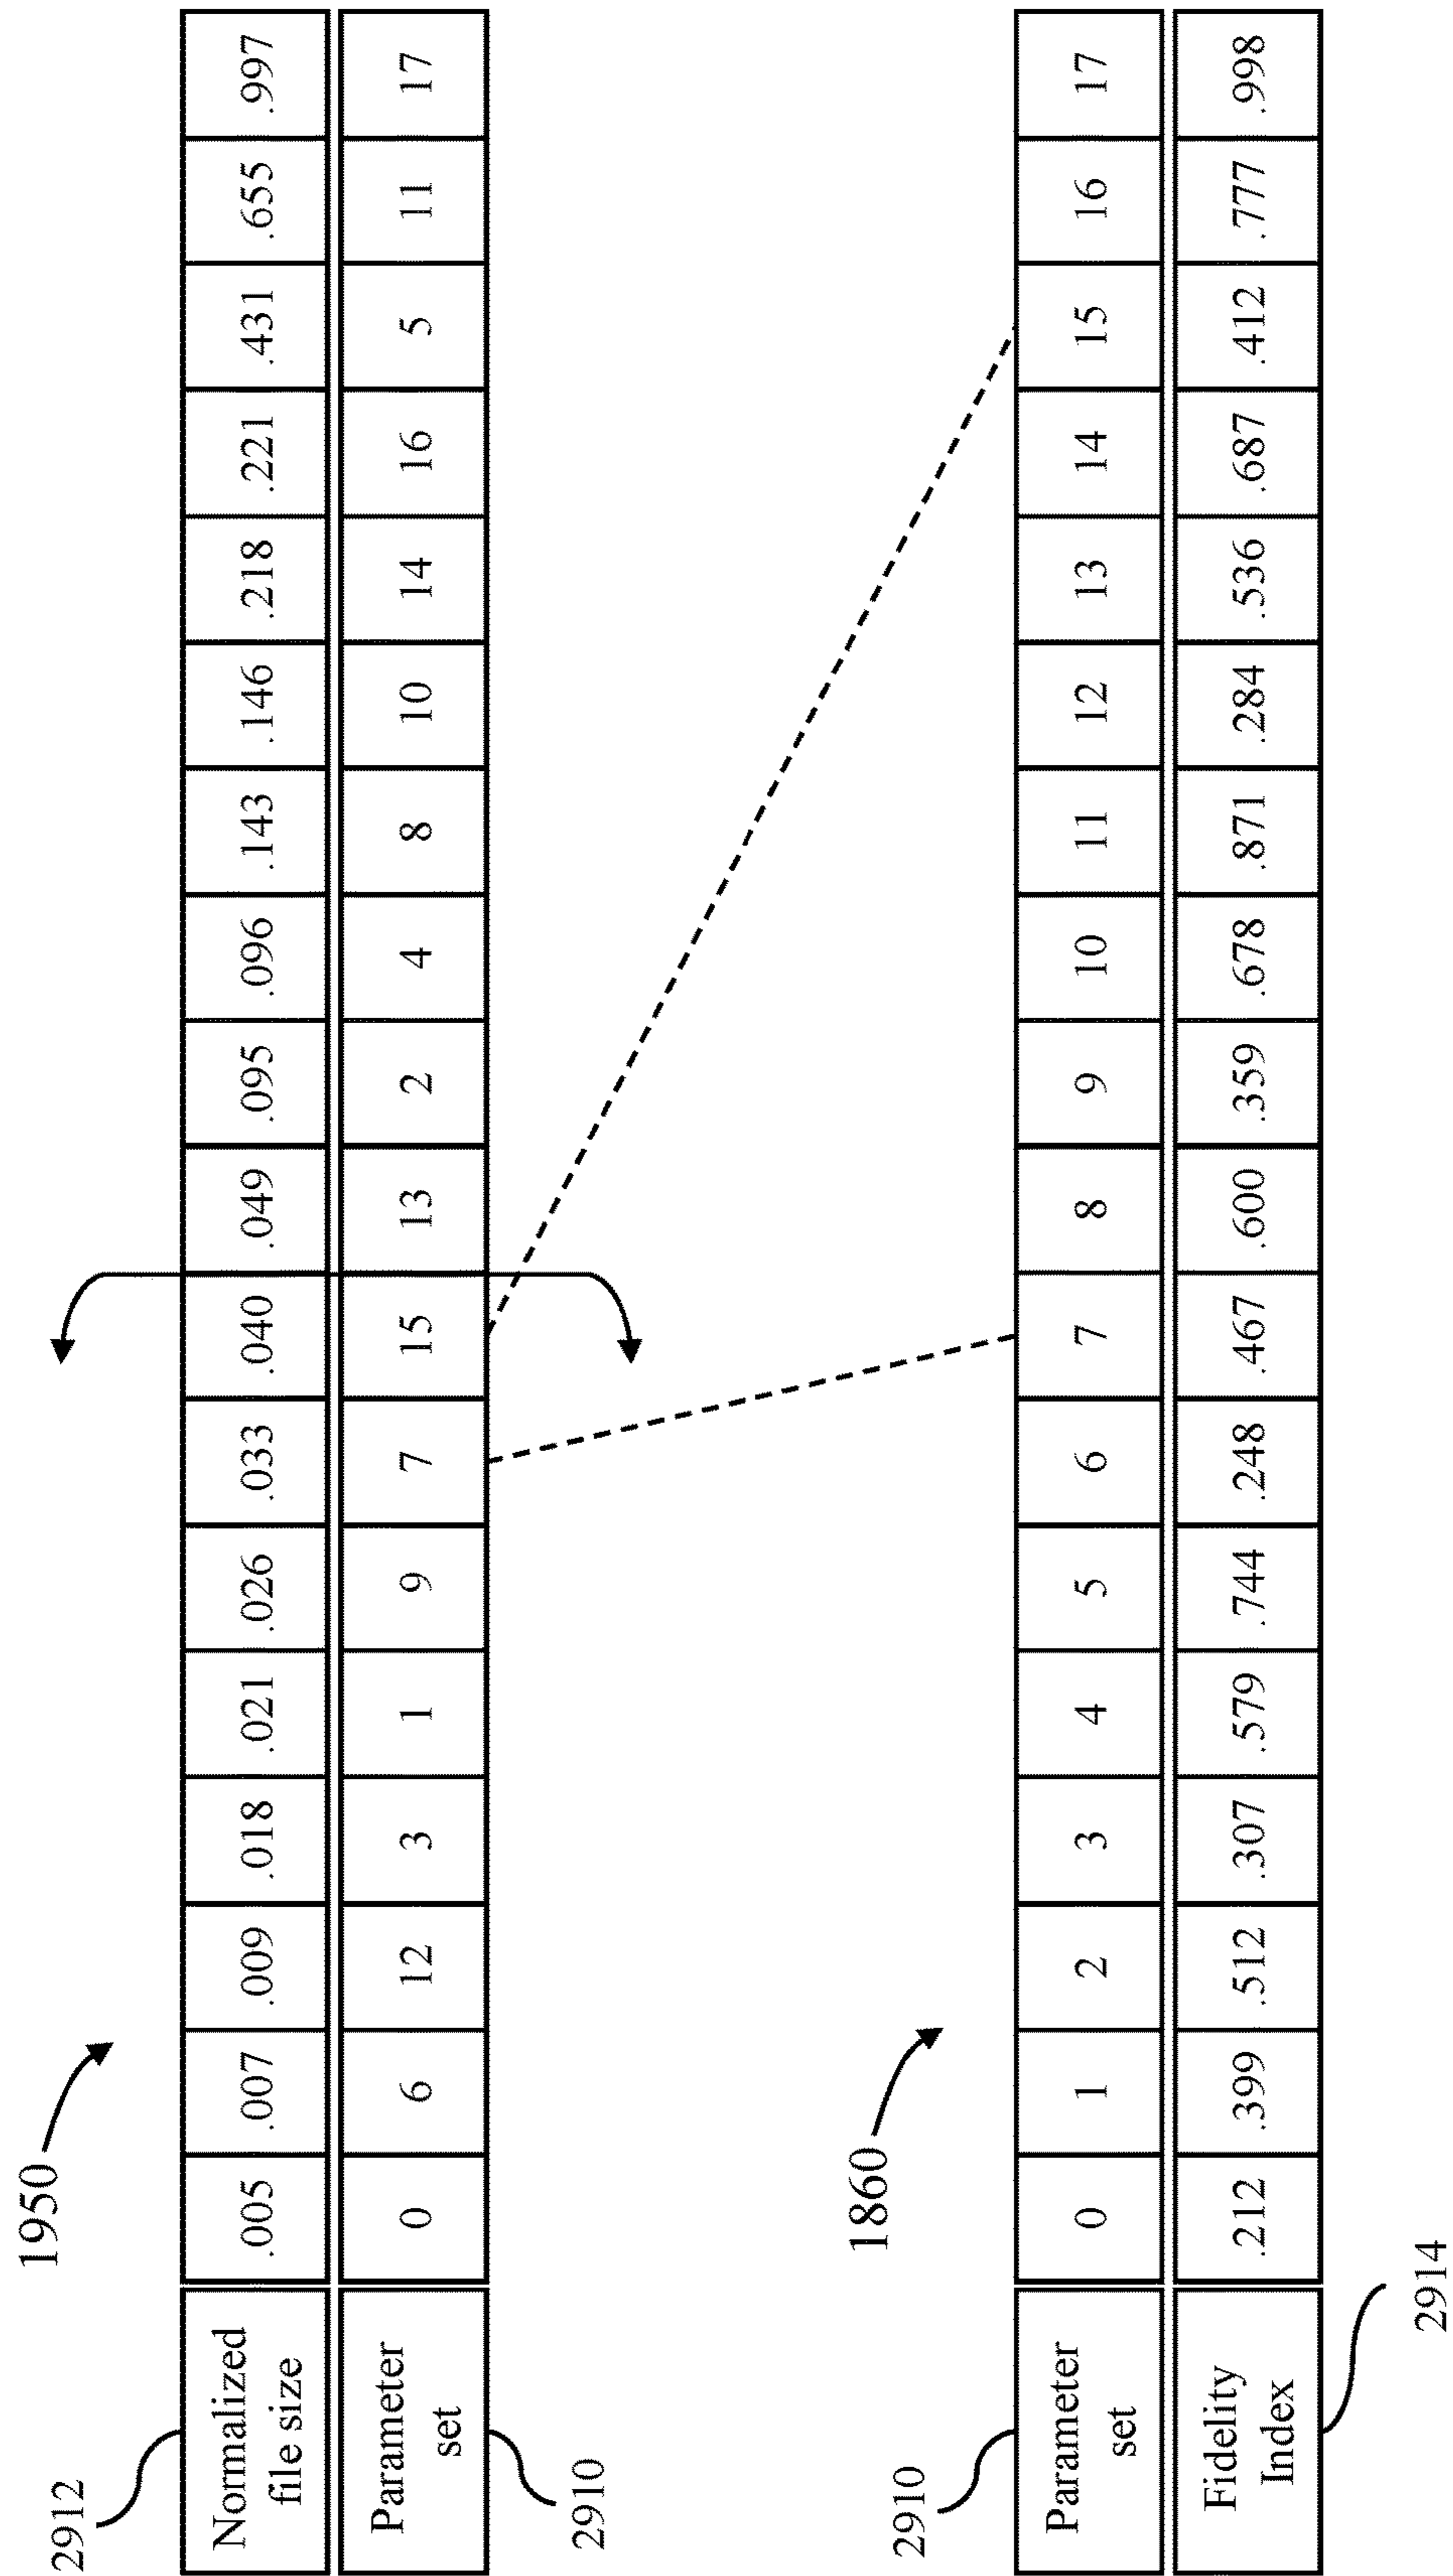 1950
2912
Normalized file size .005 .007 .009 .018 .021 .026 .033 .040 .049 .095 .096 .143 .146 .218 .221 .431 .655 .997
Parameter set 0 6 12 3 1 9 7 15 13 2 4 8 10 14 16 5 11 17
2910
1860
2910
Parameter set 0 1 2 3 4 5 6 7 8 9 10 11 12 13 14 15 16 17
Fidelity Index .212 .399 .512 .307 .579 .744 .248 .467 .600 .359 .678 .871 .284 .536 .687 .412 .777 .998
2914